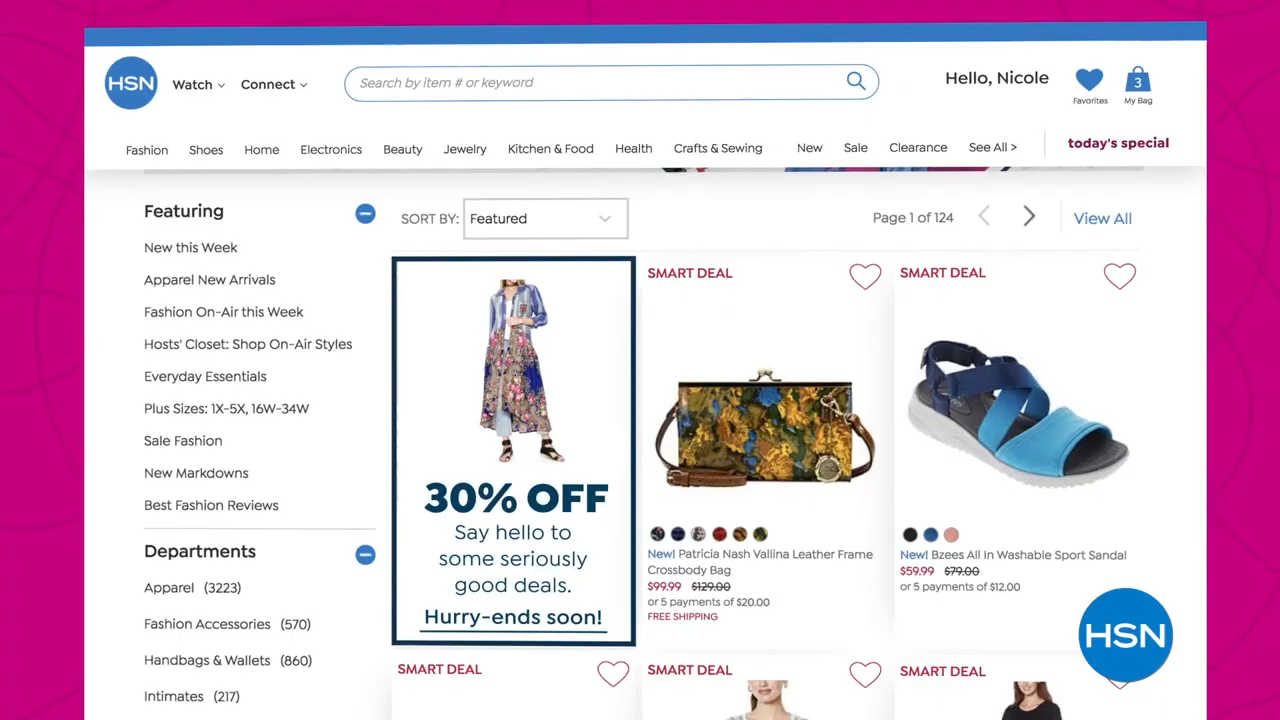 HSN
Watch
Connect
Search by item # or keyword
Hello, Nicole
Favorites
3
My Bag
Fashion
Shoes
Home
Electronics
Beauty
Jewelry
Kitchen & Food
Health
Crafts & Sewing
New
Sale
Clearance
See All >
today's special
Featuring
New this Week
Apparel New Arrivals
Fashion On-Air this Week
Hosts' Closet: Shop On-Air Styles
Everyday Essentials
Plus Sizes: 1X-5X, 16W-34W
Sale Fashion
New Markdowns
Best Fashion Reviews
Departments
Apparel (3223)
Fashion Accessories (570)
Handbags & Wallets (860)
Intimates (217)
SORT BY: Featured
Page 1 of 124
View All
30% OFF
Say hello to
some seriously
good deals.
Hurry-ends soon!
SMART DEAL
New! Patricia Nash Vallina Leather Frame
Crossbody Bag
$99.99 $129.00
or 5 payments of $20.00
FREE SHIPPING
SMART DEAL
New! Bzees All In Washable Sport Sandal
$59.99 $79.00
or 5 payments of $12.00
HSN
SMART DEAL
SMART DEAL
SMART DEAL